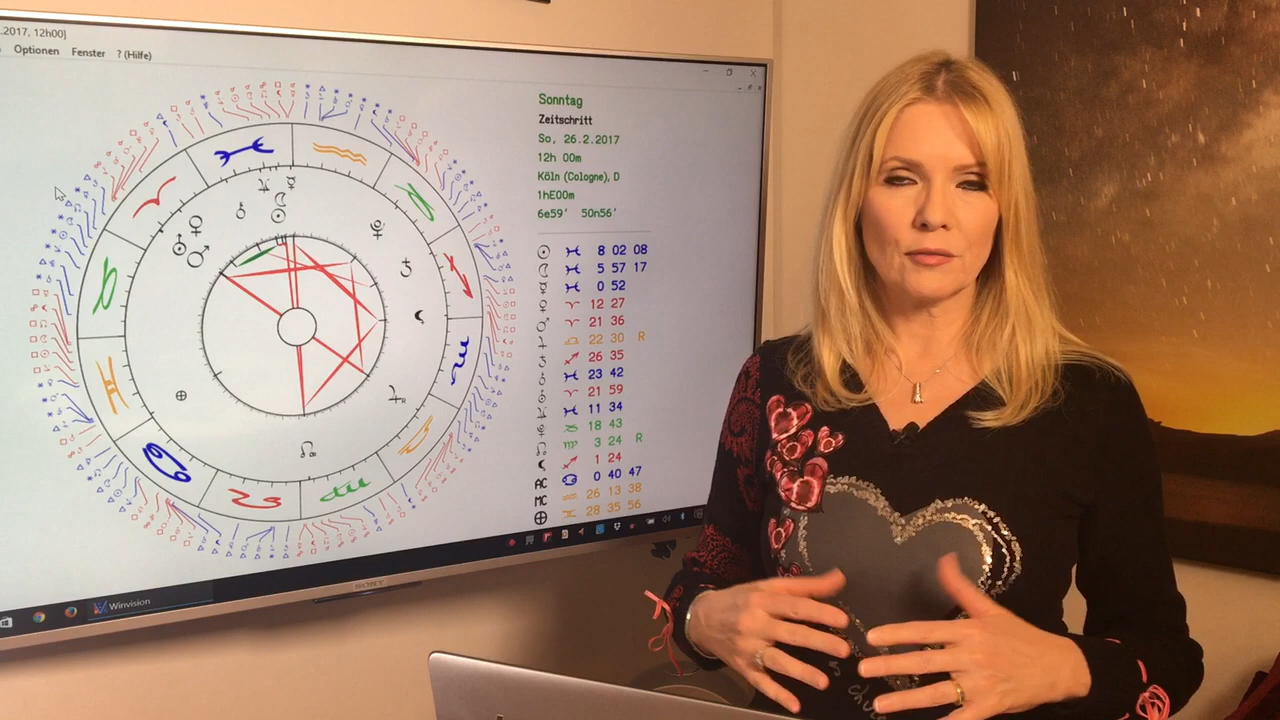 .2017, 12h00]
Optionen Fenster ? (Hilfe)
Sonntag
Zeitschritt
So, 26.2.2017
12h 00m
Köln (Cologne), D
1hE00m
6e59' 50n56'
☉ ♓ 8 02 08
☽ ♓ 5 57 17
☿ ♓ 0 52
♀ ♈ 12 27
♂ ♈ 21 36
♃ ♎ 22 30 R
♄ ♐ 26 35
♓ 23 42
♈ 21 59
♓ 11 34
♑ 18 43
☊ ♍ 3 24 R
♐ 1 24
AC ♋ 0 40 47
MC ♒ 26 13 38
⊕ ♊ 28 35 56
Winvision
SONY